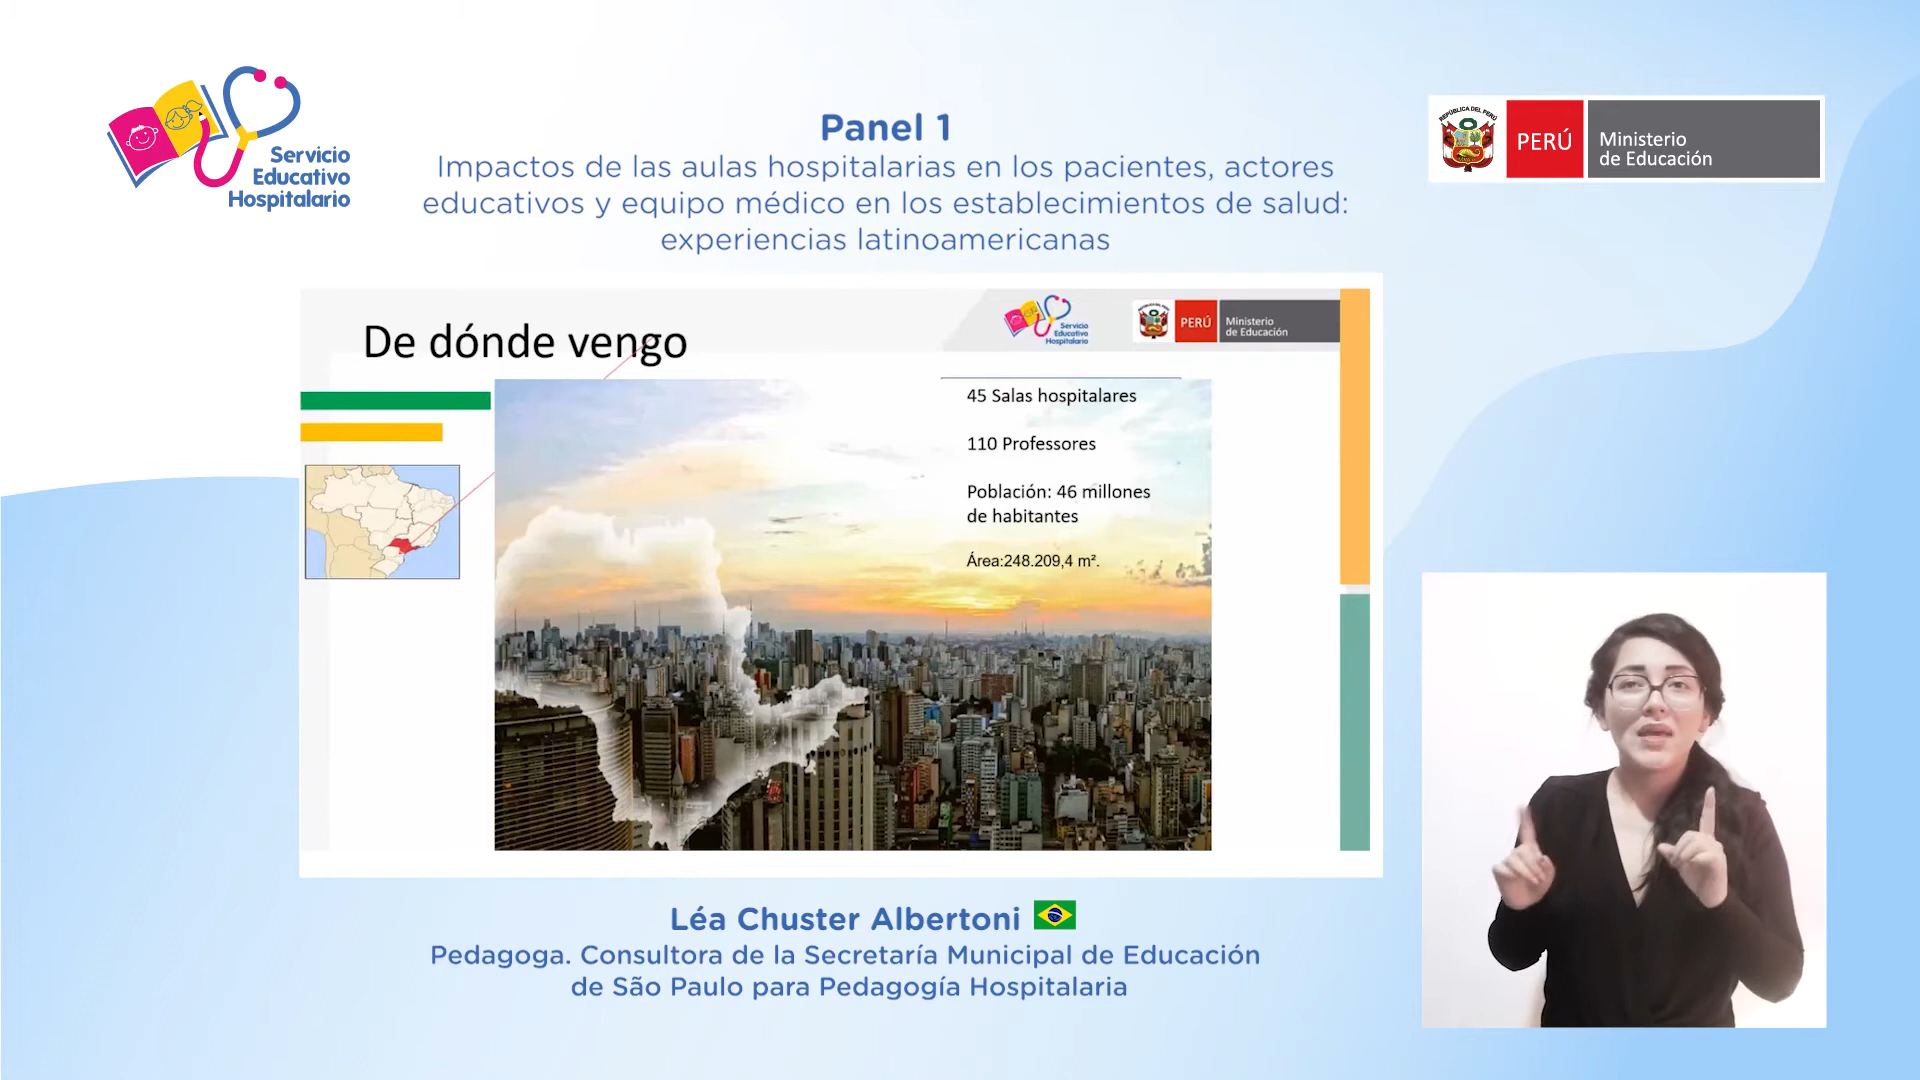 Servicio
Educativo
Hospitalario
Panel 1
Impactos de las aulas hospitalarias en los pacientes, actores
educativos y equipo médico en los establecimientos de salud:
experiencias latinoamericanas
REPÚBLICA DEL PERÚ
PERÚ
Ministerio
de Educación
De dónde vengo
Servicio
Educativo
Hospitalario
PERÚ
Ministerio
de Educación
45 Salas hospitalares
110 Professores
Población: 46 millones
de habitantes
Área:248.209,4 m².
Léa Chuster Albertoni
Pedagoga. Consultora de la Secretaría Municipal de Educación
de São Paulo para Pedagogía Hospitalaria